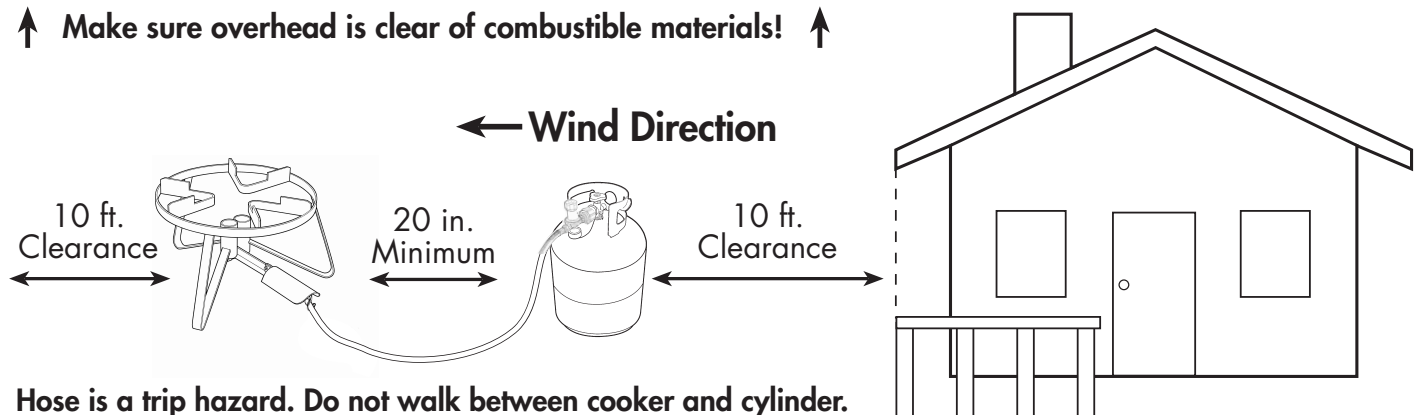 Make sure overhead is clear of combustible materials!
Wind Direction
10 ft.
Clearance
20 in.
Minimum
10 ft.
Clearance
Hose is a trip hazard. Do not walk between cooker and cylinder.